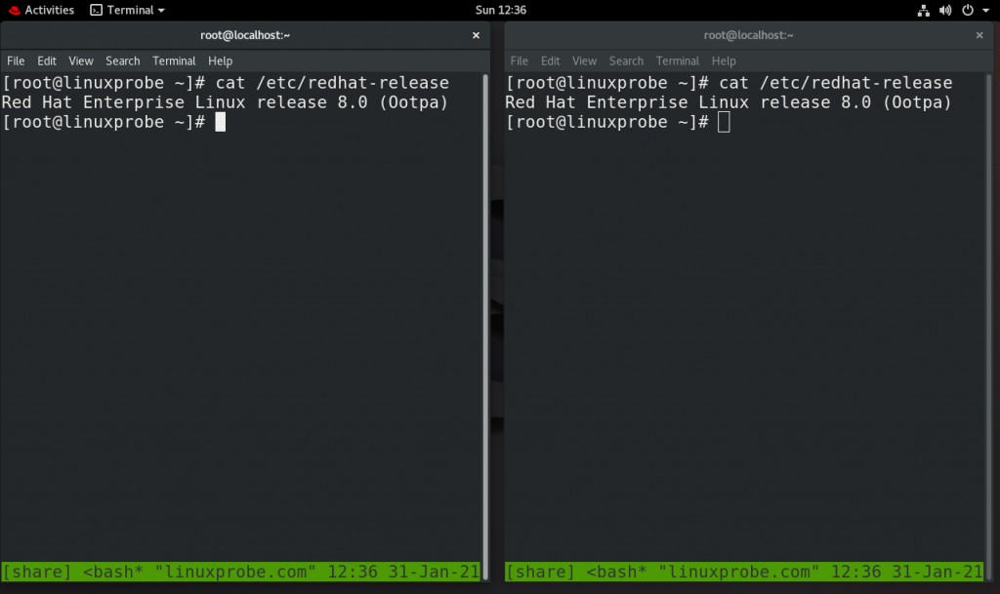 Activities Terminal Sun 12:36
root@localhost:~ ×
File Edit View Search Terminal Help
[root@linuxprobe ~]# cat /etc/redhat-release
Red Hat Enterprise Linux release 8.0 (Ootpa)
[root@linuxprobe ~]#
[share] <bash* "linuxprobe.com" 12:36 31-Jan-21
root@localhost:~ ×
File Edit View Search Terminal Help
[root@linuxprobe ~]# cat /etc/redhat-release
Red Hat Enterprise Linux release 8.0 (Ootpa)
[root@linuxprobe ~]#
[share] <bash* "linuxprobe.com" 12:36 31-Jan-21